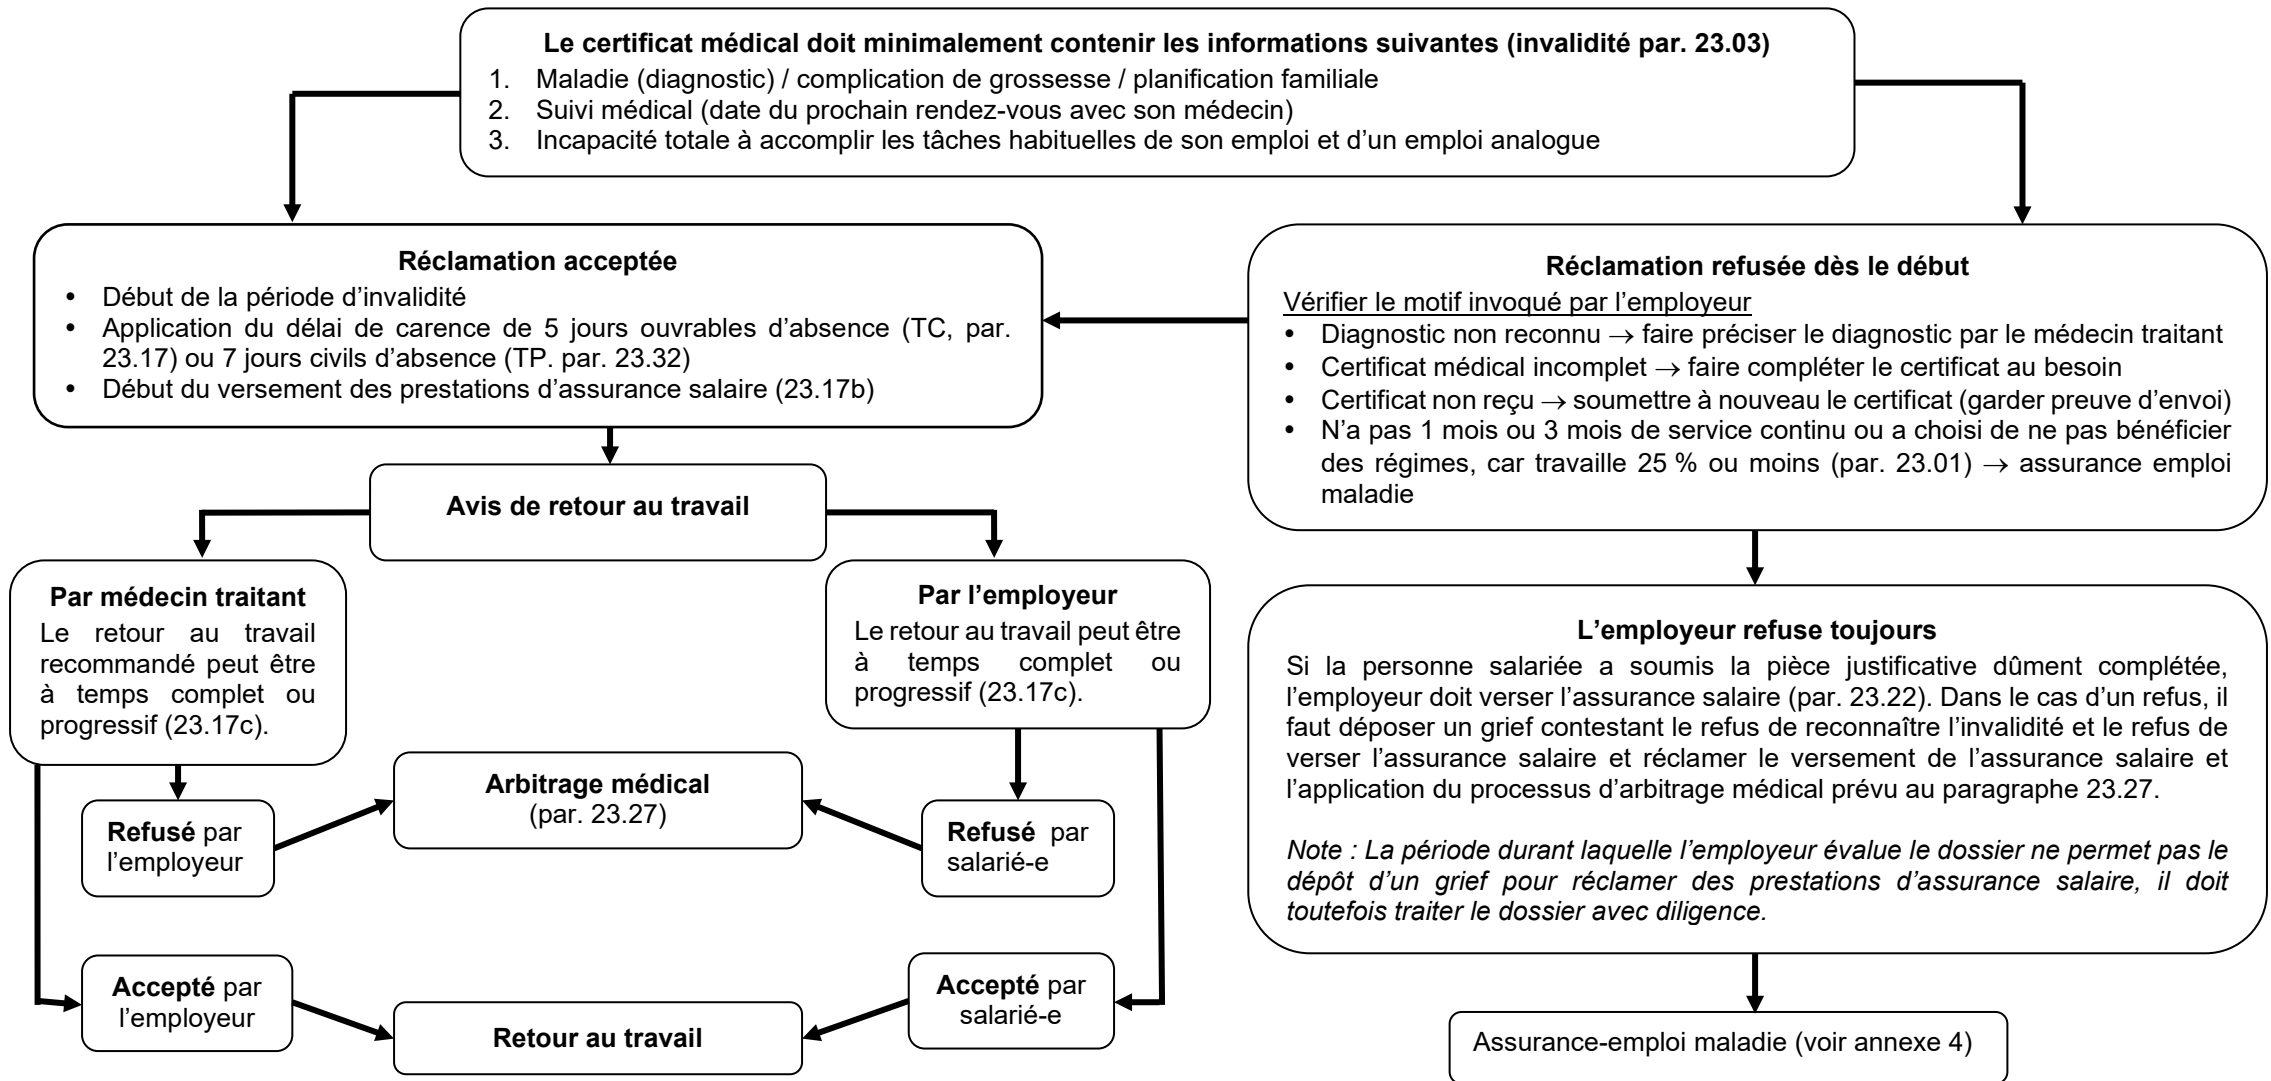 Le certificat médical doit minimalement contenir les informations suivantes (invalidité par. 23.03)
1. Maladie (diagnostic) / complication de grossesse / planification familiale
2. Suivi médical (date du prochain rendez-vous avec son médecin)
3. Incapacité totale à accomplir les tâches habituelles de son emploi et d’un emploi analogue
Réclamation acceptée
• Début de la période d’invalidité
• Application du délai de carence de 5 jours ouvrables d’absence (TC, par.
23.17) ou 7 jours civils d’absence (TP. par. 23.32)
• Début du versement des prestations d’assurance salaire (23.17b)
Réclamation refusée dès le début
Vérifier le motif invoqué par l’employeur
• Diagnostic non reconnu → faire préciser le diagnostic par le médecin traitant
• Certificat médical incomplet → faire compléter le certificat au besoin
• Certificat non reçu → soumettre à nouveau le certificat (garder preuve d’envoi)
• N’a pas 1 mois ou 3 mois de service continu ou a choisi de ne pas bénéficier
des régimes, car travaille 25 % ou moins (par. 23.01) → assurance emploi
maladie
Avis de retour au travail
Par médecin traitant
Le retour au travail
recommandé peut être
à temps complet ou
progressif (23.17c).
Par l’employeur
Le retour au travail peut être
à temps complet ou
progressif (23.17c).
L’employeur refuse toujours
Si la personne salariée a soumis la pièce justificative dûment complétée,
l’employeur doit verser l’assurance salaire (par. 23.22). Dans le cas d’un refus, il
faut déposer un grief contestant le refus de reconnaître l’invalidité et le refus de
verser l’assurance salaire et réclamer le versement de l’assurance salaire et
l’application du processus d’arbitrage médical prévu au paragraphe 23.27.
Note : La période durant laquelle l’employeur évalue le dossier ne permet pas le
dépôt d’un grief pour réclamer des prestations d’assurance salaire, il doit
toutefois traiter le dossier avec diligence.
Arbitrage médical
(par. 23.27)
Refusé par
l’employeur
Refusé par
salarié-e
Accepté par
l’employeur
Accepté par
salarié-e
Retour au travail
Assurance-emploi maladie (voir annexe 4)